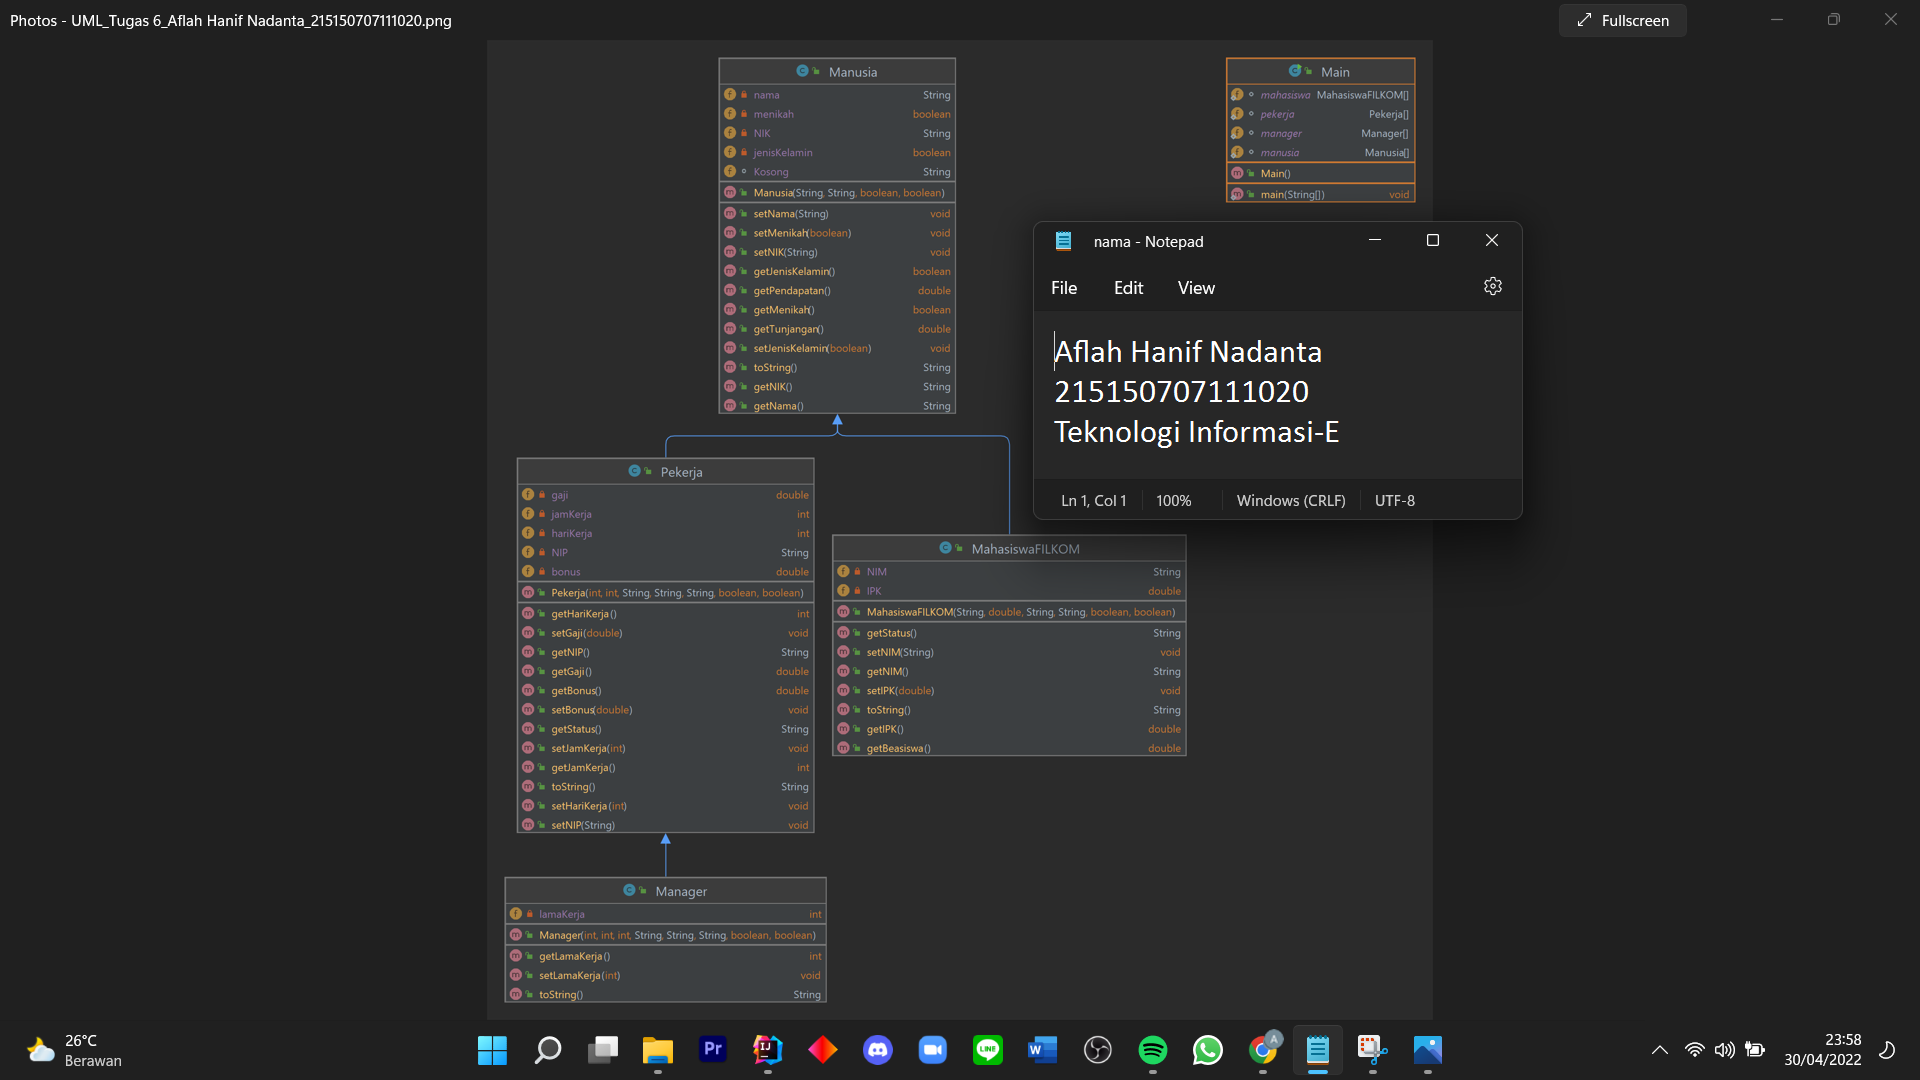 Photos - UML_Tugas 6_Aflah Hanif Nadanta_215150707111020.png
Fullscreen
Manusia
nama String
menikah boolean
NIK String
jenisKelamin boolean
Kosong String
Manusia(String, String, boolean, boolean)
setNama(String) void
setMenikah(boolean) void
setNIK(String) void
getJenisKelamin() boolean
getPendapatan() double
getMenikah() boolean
getTunjangan() double
setJenisKelamin(boolean) void
toString() String
getNIK() String
getNama() String
Main
mahasiswa MahasiswaFILKOM[]
pekerja Pekerja[]
manager Manager[]
manusia Manusia[]
Main()
main(String[]) void
nama - Notepad
File Edit View
Aflah Hanif Nadanta
215150707111020
Teknologi Informasi-E
Ln 1, Col 1 100% Windows (CRLF) UTF-8
Pekerja
gaji double
jamKerja int
hariKerja int
NIP String
bonus double
Pekerja(int, int, String, String, String, boolean, boolean)
getHariKerja() int
setGaji(double) void
getNIP() String
getGaji() double
getBonus() double
setBonus(double) void
getStatus() String
setJamKerja(int) void
getJamKerja() int
toString() String
setHariKerja(int) void
setNIP(String) void
MahasiswaFILKOM
NIM String
IPK double
MahasiswaFILKOM(String, double, String, String, boolean, boolean)
getStatus() String
setNIM(String) void
getNIM() String
setIPK(double) void
toString() String
getIPK() double
getBeasiswa() double
Manager
lamaKerja int
Manager(int, int, int, String, String, String, boolean, boolean)
getLamaKerja() int
setLamaKerja(int) void
toString() String
26°C
Berawan
23:58
30/04/2022